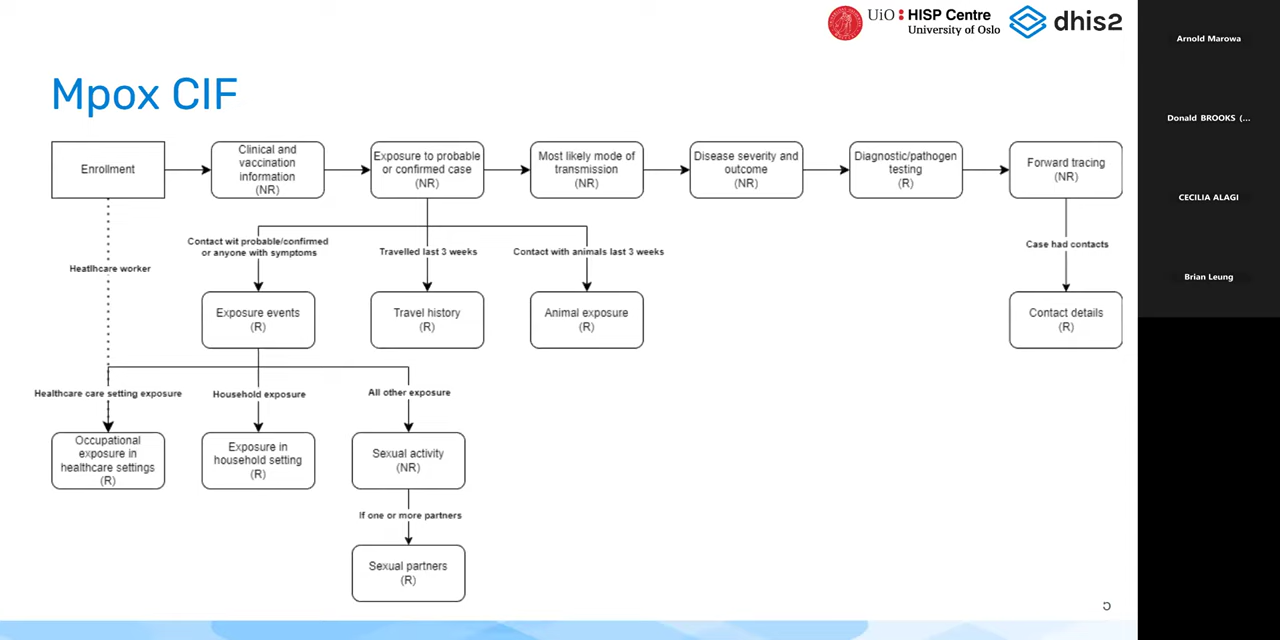 UiO : HISP Centre
University of Oslo
dhis2
Mpox CIF
Enrollment
Clinical and
vaccination
information
(NR)
Exposure to probable
or confirmed case
(NR)
Most likely mode of
transmission
(NR)
Disease severity and
outcome
(NR)
Diagnostic/pathogen
testing
(R)
Forward tracing
(NR)
Contact wit probable/confirmed
or anyone with symptoms
Travelled last 3 weeks
Contact with animals last 3 weeks
Case had contacts
Heatlhcare worker
Exposure events
(R)
Travel history
(R)
Animal exposure
(R)
Contact details
(R)
Healthcare care setting exposure
Household exposure
All other exposure
Occupational
exposure in
healthcare settings
(R)
Exposure in
household setting
(R)
Sexual activity
(NR)
If one or more partners
Sexual partners
(R)
Arnold Marowa
Donald BROOKS (...
CECILIA ALAGI
Brian Leung